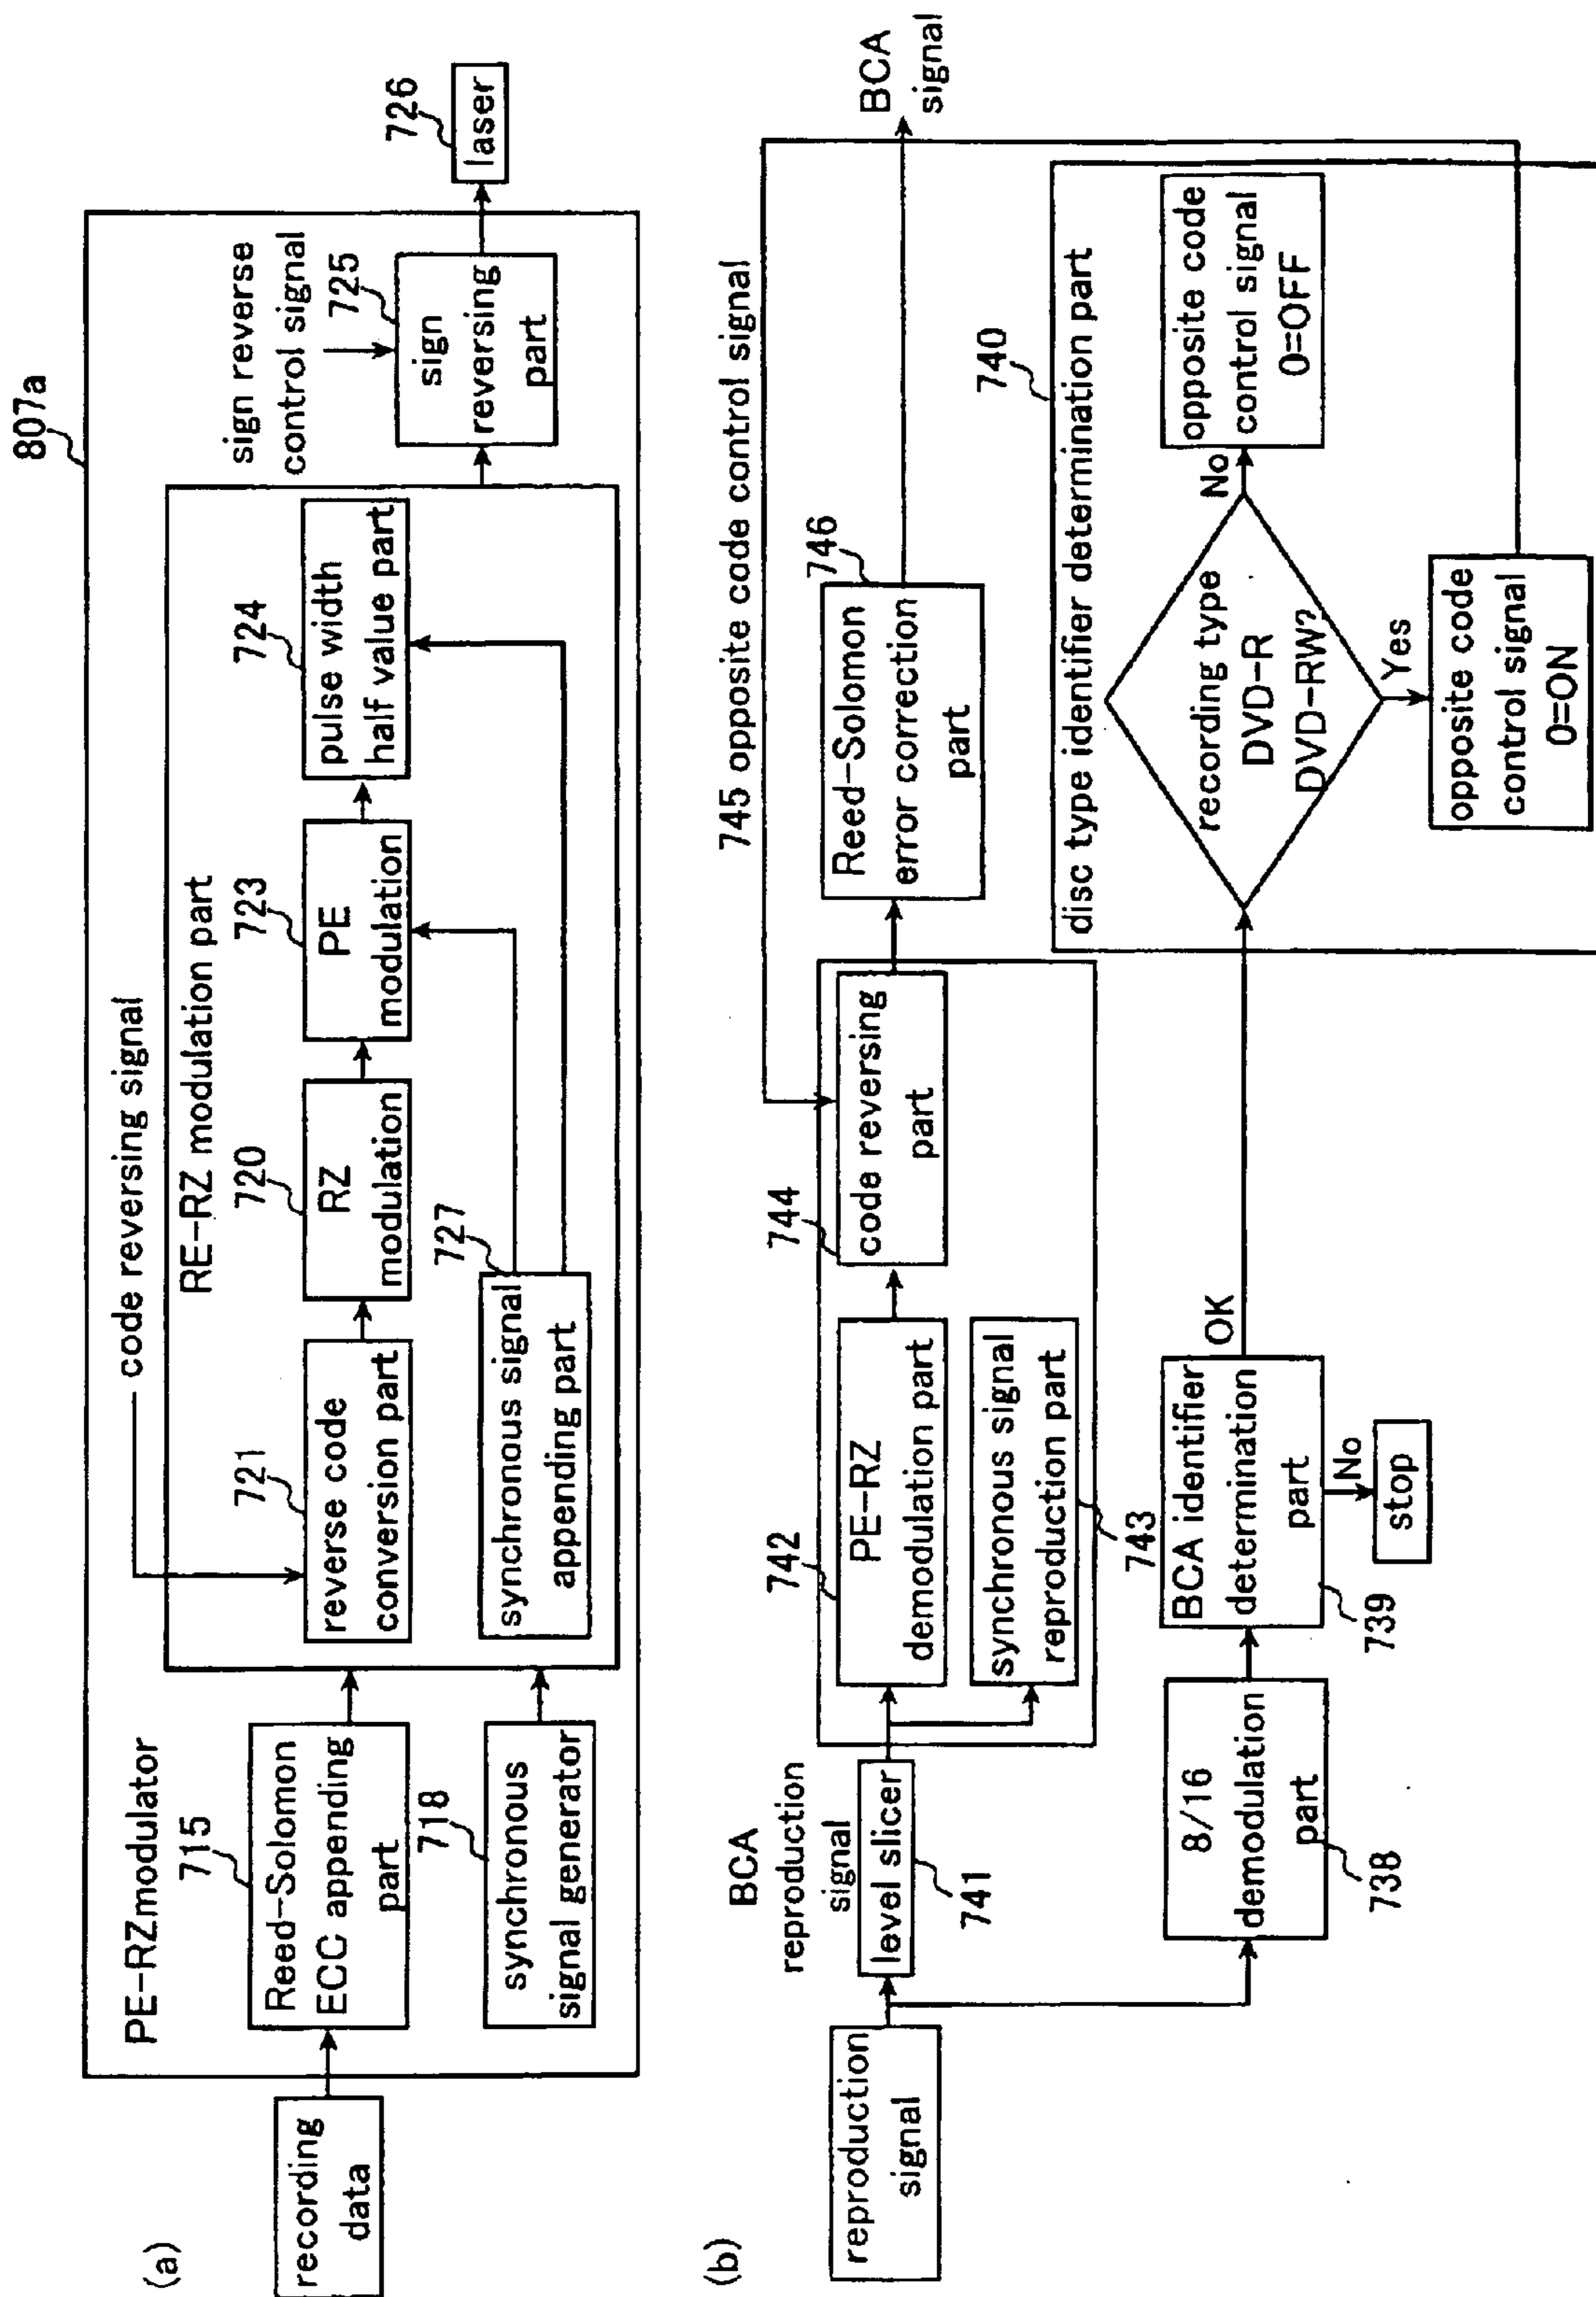 (a)
807a
PE-RZmodulator
code reversing signal
RE-RZ modulation part
recording
data
715
Reed-Solomon
ECC appending
part
718
synchronous
signal generator
721
reverse code
conversion part
720
RZ
modulation
723
PE
modulation
724
pulse width
half value part
727
synchronous signal
appending part
sign reverse
control signal
725
sign
reversing
part
726
laser
(b)
reproduction
signal
BCA
reproduction
signal
level slicer
741
742
PE-RZ
demodulation part
synchronous signal
reproduction part
743
744
code reversing
part
745 opposite code control signal
746
Reed-Solomon
error correction
part
BCA
signal
8/16
demodulation
part
738
BCA identifier
determination
part
739
OK
No
stop
740
disc type identifier determination part
recording type
DVD-R
DVD-RW?
No
opposite code
control signal
0=OFF
Yes
opposite code
control signal
0=ON